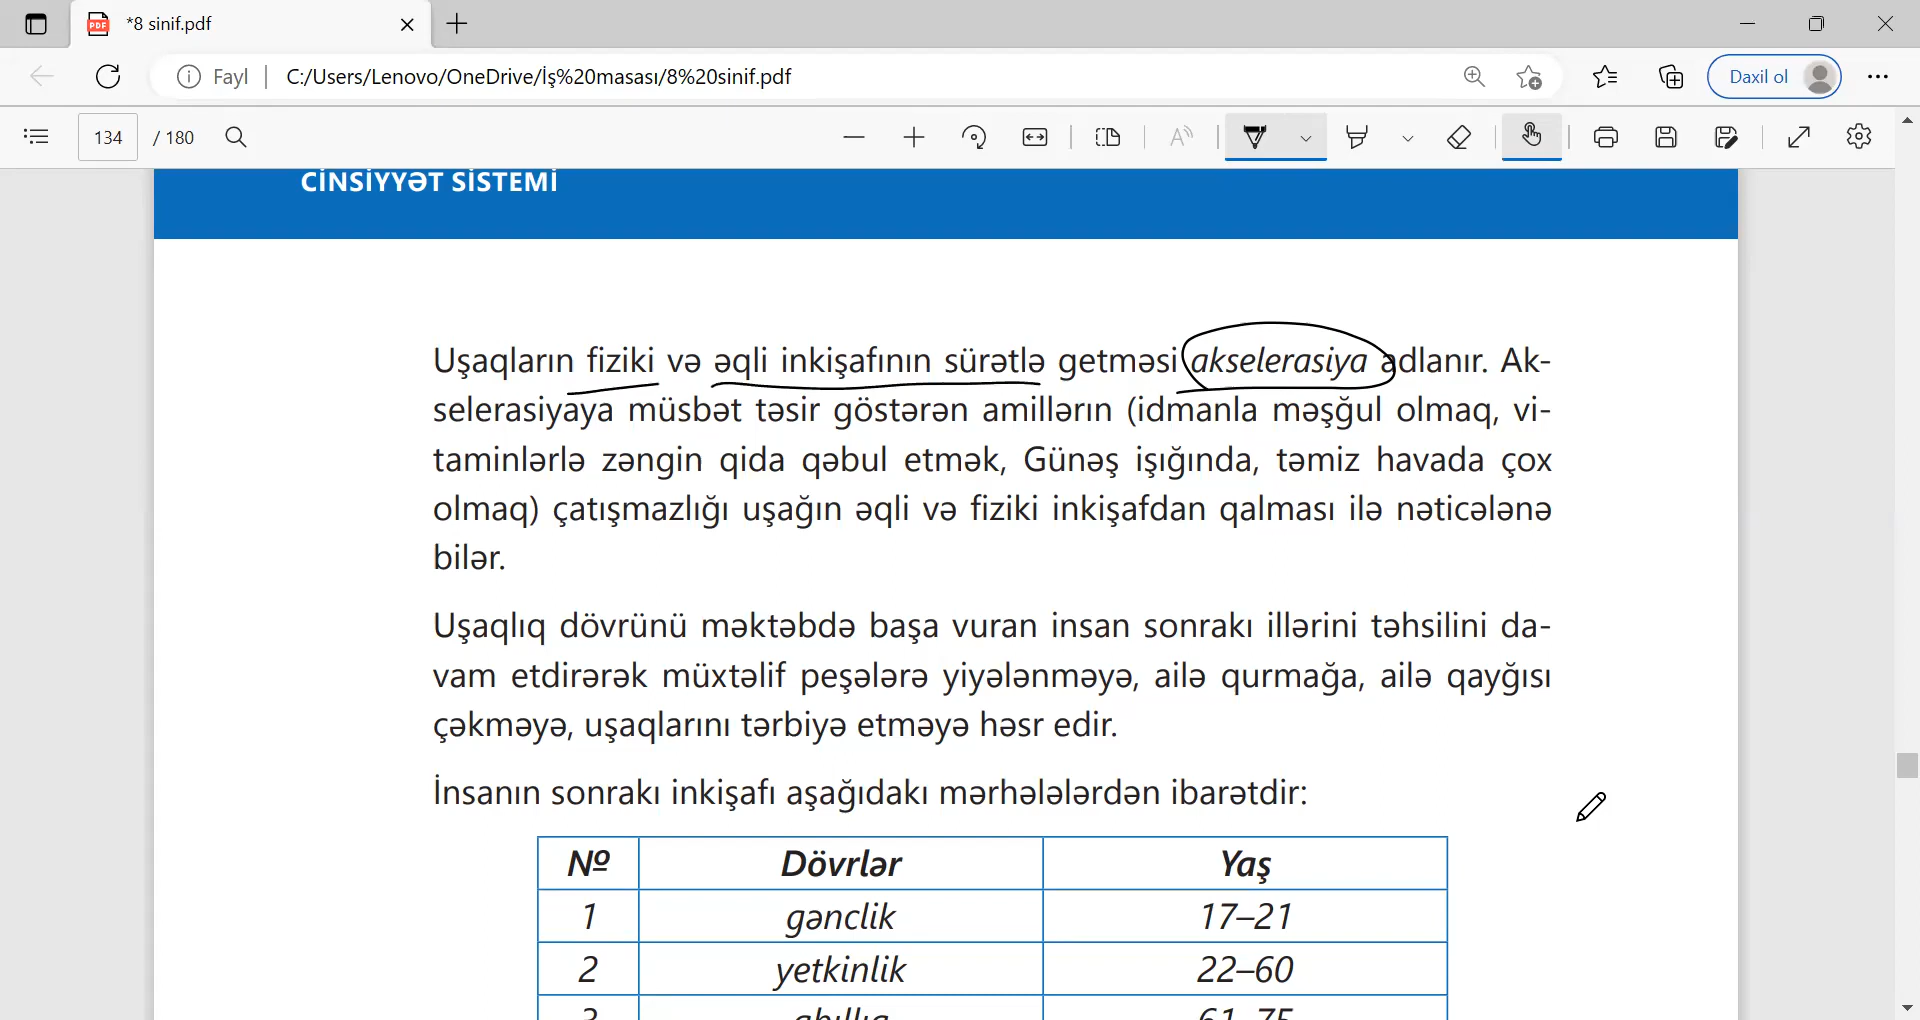 *8 sinif.pdf
Fayl
C:/Users/Lenovo/OneDrive/İş%20masası/8%20sinif.pdf
Daxil ol
134 / 180
CİNSİYYƏT SİSTEMİ
Uşaqların fiziki və əqli inkişafının sürətlə getməsi akselerasiya adlanır. Ak-
selerasiyaya müsbət təsir göstərən amillərın (idmanla məşğul olmaq, vi-
taminlərlə zəngin qida qəbul etmək, Günəş işığında, təmiz havada çox
olmaq) çatışmazlığı uşağın əqli və fiziki inkişafdan qalması ilə nəticələnə
bilər.
Uşaqlıq dövrünü məktəbdə başa vuran insan sonrakı illərini təhsilini da-
vam etdirərək müxtəlif peşələrə yiyələnməyə, ailə qurmağa, ailə qayğısı
çəkməyə, uşaqlarını tərbiyə etməyə həsr edir.
İnsanın sonrakı inkişafı aşağıdakı mərhələlərdən ibarətdir:
№ Dövrlər Yaş
1 gənclik 17–21
2 yetkinlik 22–60
3 ahıllıq 61–75